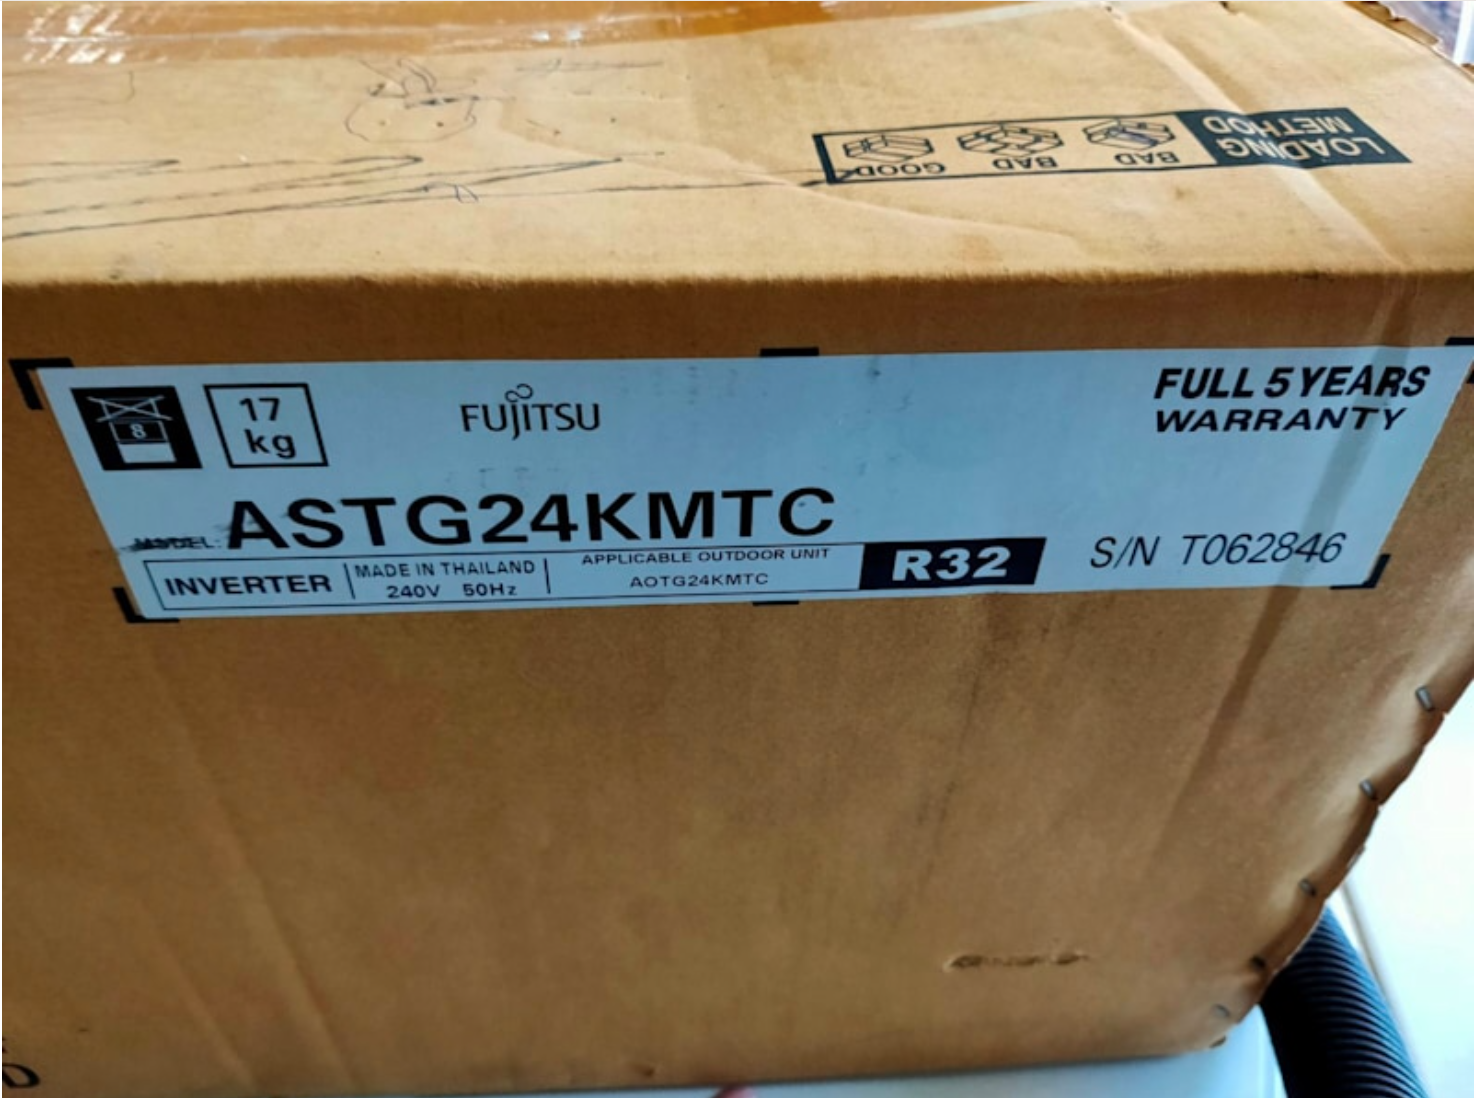 LOADING
METHOD
BAD
BAD
GOOD
8
17
kg
FUJITSU
FULL 5 YEARS
WARRANTY
MODEL: ASTG24KMTC
INVERTER
MADE IN THAILAND
240V 50Hz
APPLICABLE OUTDOOR UNIT
AOTG24KMTC
R32
S/N T062846
D